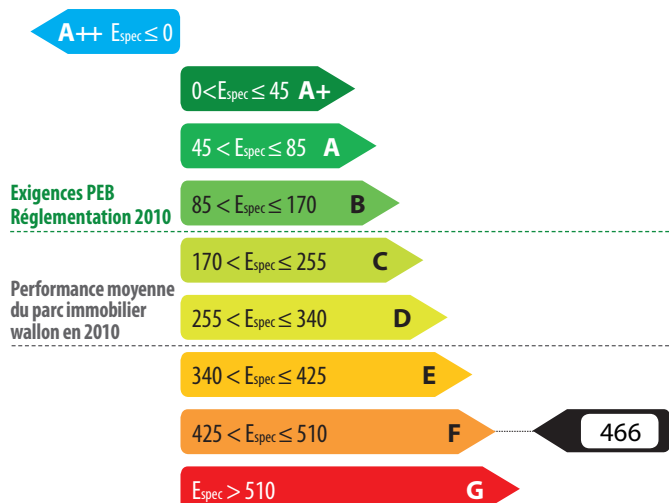 A++ Espec ≤ 0
0<Espec ≤ 45 A+
45 < Espec ≤ 85 A
Exigences PEB
Réglementation 2010
85 < Espec ≤ 170 B
170 < Espec ≤ 255 C
Performance moyenne
du parc immobilier
wallon en 2010
255 < Espec ≤ 340 D
340 < Espec ≤ 425 E
425 < Espec ≤ 510 F
466
Espec > 510 G